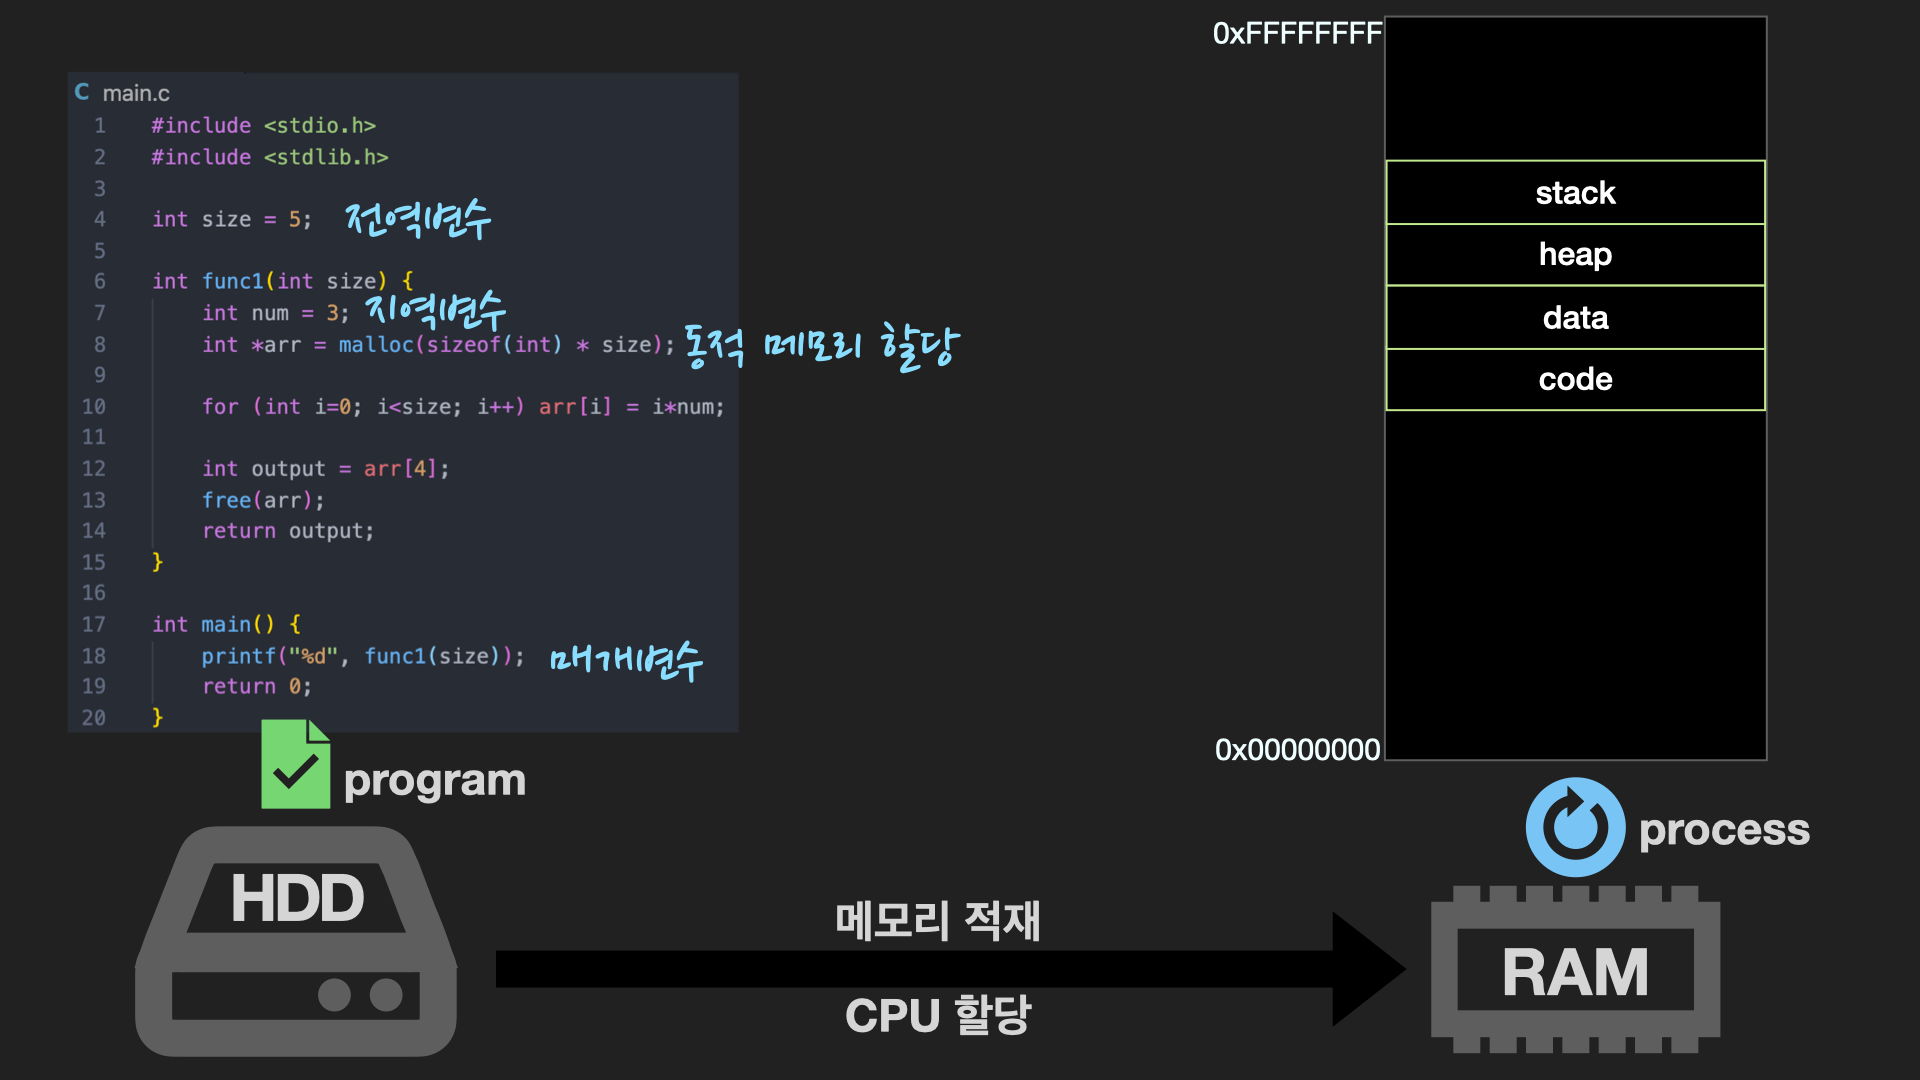 main.c
1 #include <stdio.h>
2 #include <stdlib.h>
3
4 int size = 5; 전역변수
5
6 int func1(int size) {
7 int num = 3; 지역변수
8 int *arr = malloc(sizeof(int) * size); 동적 메모리 할당
9
10 for (int i=0; i<size; i++) arr[i] = i*num;
11
12 int output = arr[4];
13 free(arr);
14 return output;
15 }
16
17 int main() {
18 printf("%d", func1(size)); 매개변수
19 return 0;
20 }
program
HDD
메모리 적재
CPU 할당
0xFFFFFFFF
stack
heap
data
code
0x00000000
process
RAM